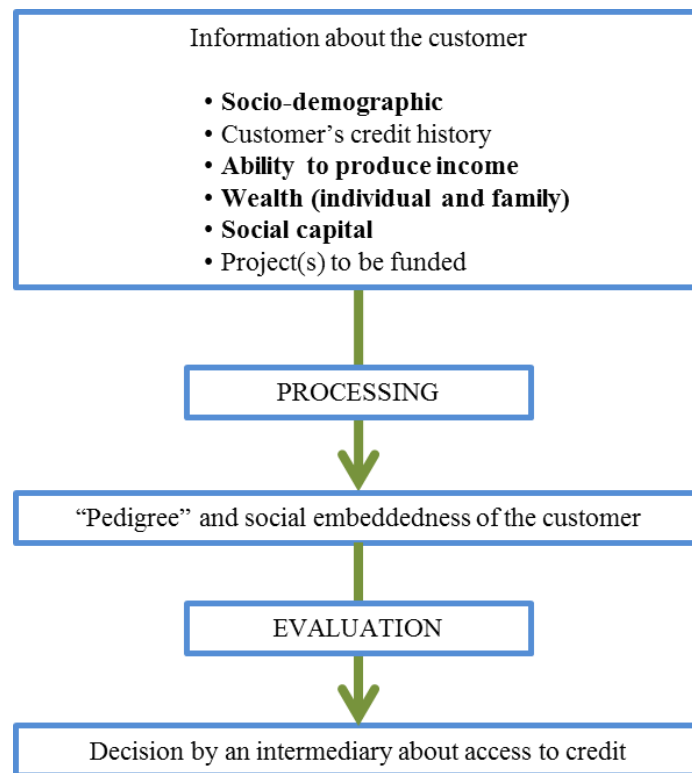 Information about the customer
• Socio-demographic
• Customer’s credit history
• Ability to produce income
• Wealth (individual and family)
• Social capital
• Project(s) to be funded
PROCESSING
“Pedigree” and social embeddedness of the customer
EVALUATION
Decision by an intermediary about access to credit